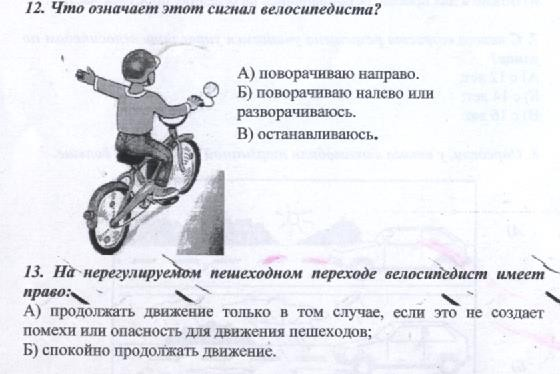 12. Что означает этот сигнал велосипедиста?
А) поворачиваю направо.
Б) поворачиваю налево или
разворачиваюсь.
В) останавливаюсь.
13. На нерегулируемом пешеходном переходе велосипедист имеет
право:
А) продолжать движение только в том случае, если это не создает
помехи или опасность для движения пешеходов;
Б) спокойно продолжать движение.